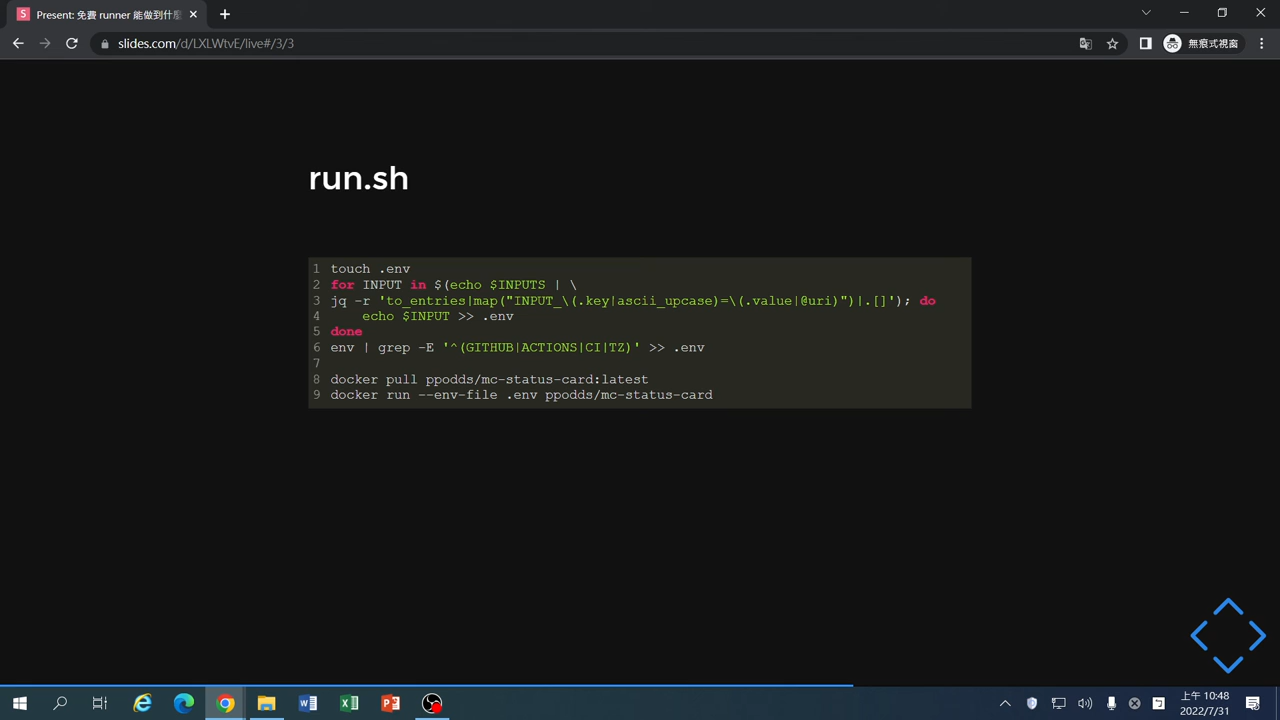 Present: 免費 runner 能做到什麼
slides.com/d/LXLWtvE/live#/3/3
無痕式視窗
run.sh
1 touch .env
2 for INPUT in $(echo $INPUTS | \
3 jq -r 'to_entries|map("INPUT_\(.key|ascii_upcase)=\(.value|@uri)")|.[]'); do
4     echo $INPUT >> .env
5 done
6 env | grep -E '^(GITHUB|ACTIONS|CI|TZ)' >> .env
7
8 docker pull ppodds/mc-status-card:latest
9 docker run --env-file .env ppodds/mc-status-card
上午 10:48
2022/7/31